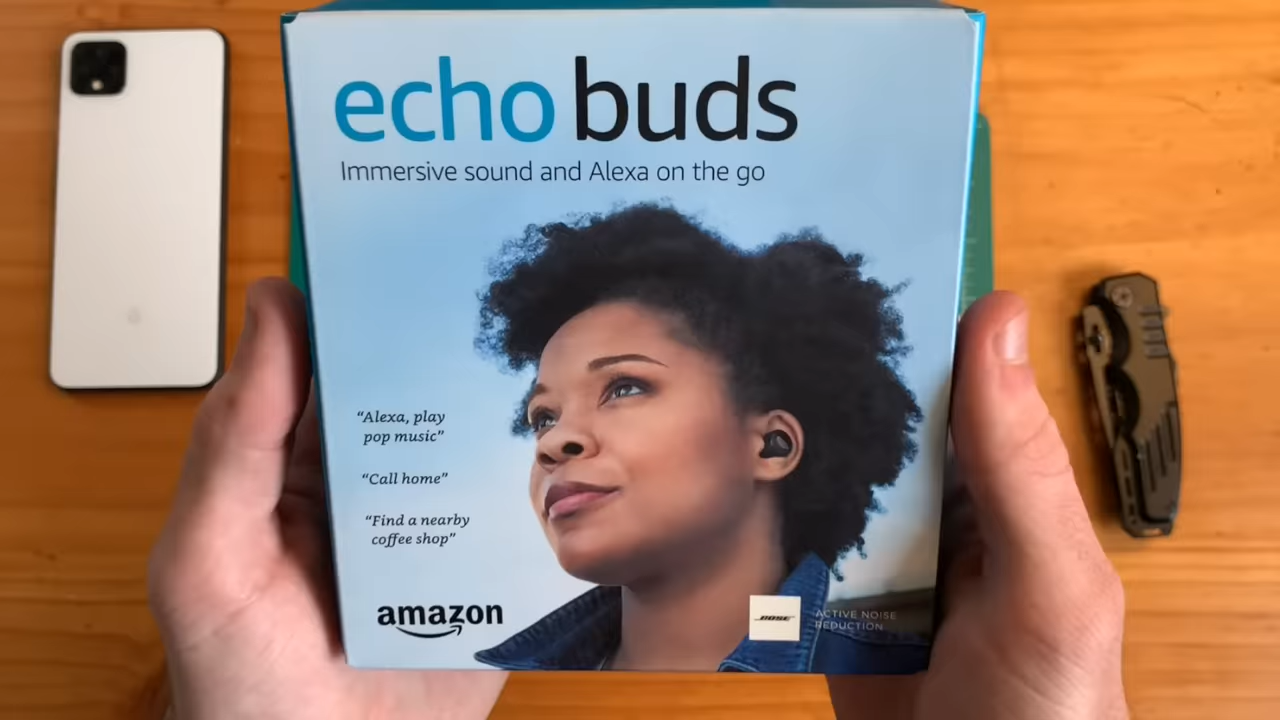 echo buds
Immersive sound and Alexa on the go
“Alexa, play
pop music”
“Call home”
“Find a nearby
coffee shop”
amazon
BOSE
ACTIVE NOISE
REDUCTION